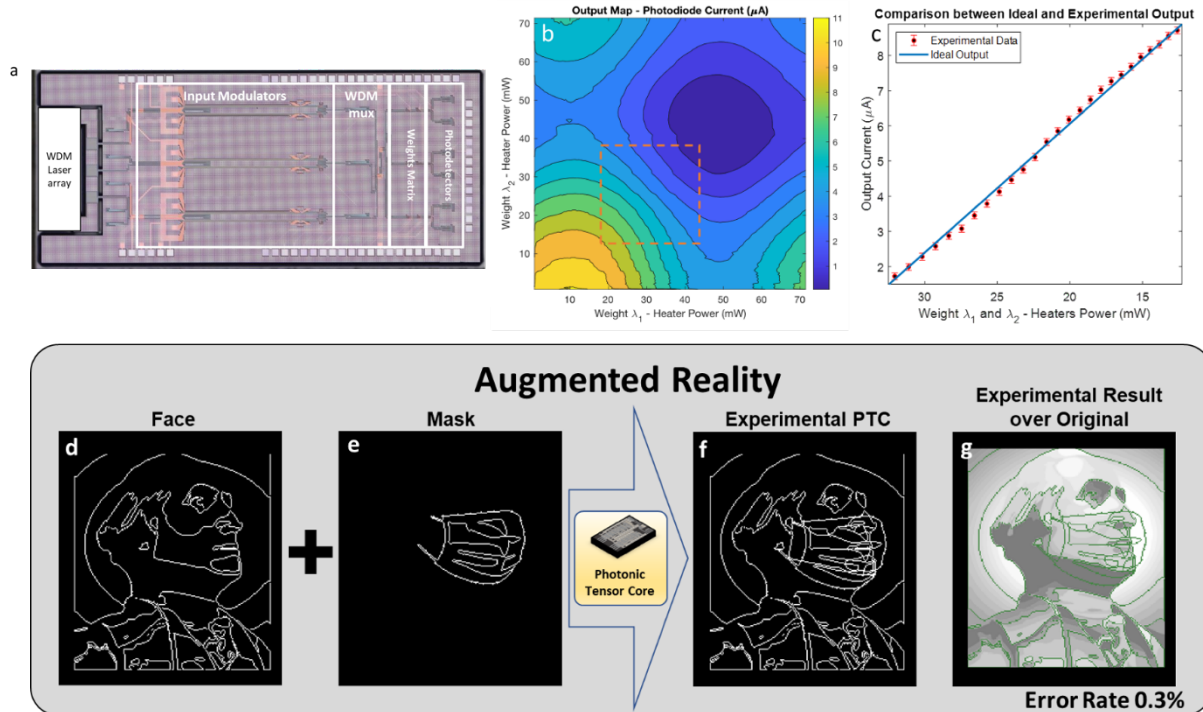 a
WDM
Laser
array
Input Modulators
WDM
mux
Weights Matrix
Photodetectors
Output Map - Photodiode Current (μA)
b
Weight λ2 - Heater Power (mW)
70
60
50
40
30
20
10
10
20
30
40
50
60
70
Weight λ1 - Heater Power (mW)
11
10
9
8
7
6
5
4
3
2
1
Comparison between Ideal and Experimental Output
c
Experimental Data
Ideal Output
Output Current (μA)
8
6
4
2
30
25
20
15
Weight λ1 and λ2 - Heaters Power (mW)
Augmented Reality
Face
d
+
Mask
e
Photonic
Tensor Core
Experimental PTC
f
Experimental Result
over Original
g
Error Rate 0.3%